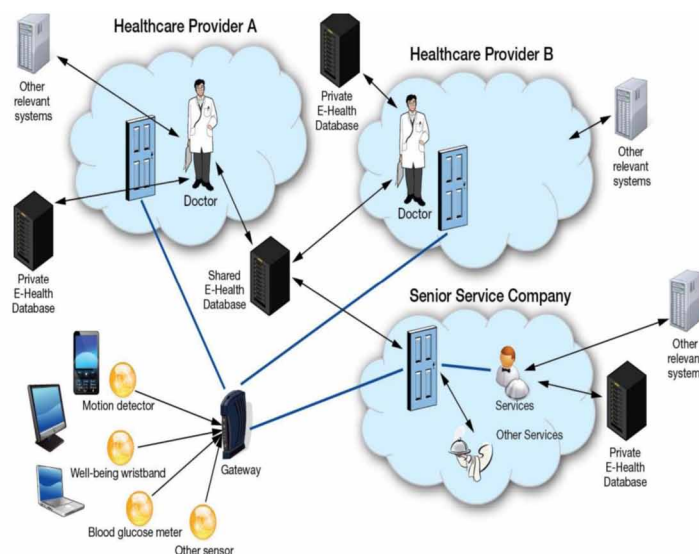 Healthcare Provider A
Healthcare Provider B
Other
relevant
systems
Private
E-Health
Database
Other
relevant
systems
Doctor
Doctor
Private
E-Health
Database
Shared
E-Health
Database
Senior Service Company
Other
relevant
systems
Motion detector
Services
Other Services
Well-being wristband
Gateway
Private
E-Health
Database
Blood glucose meter
Other sensor